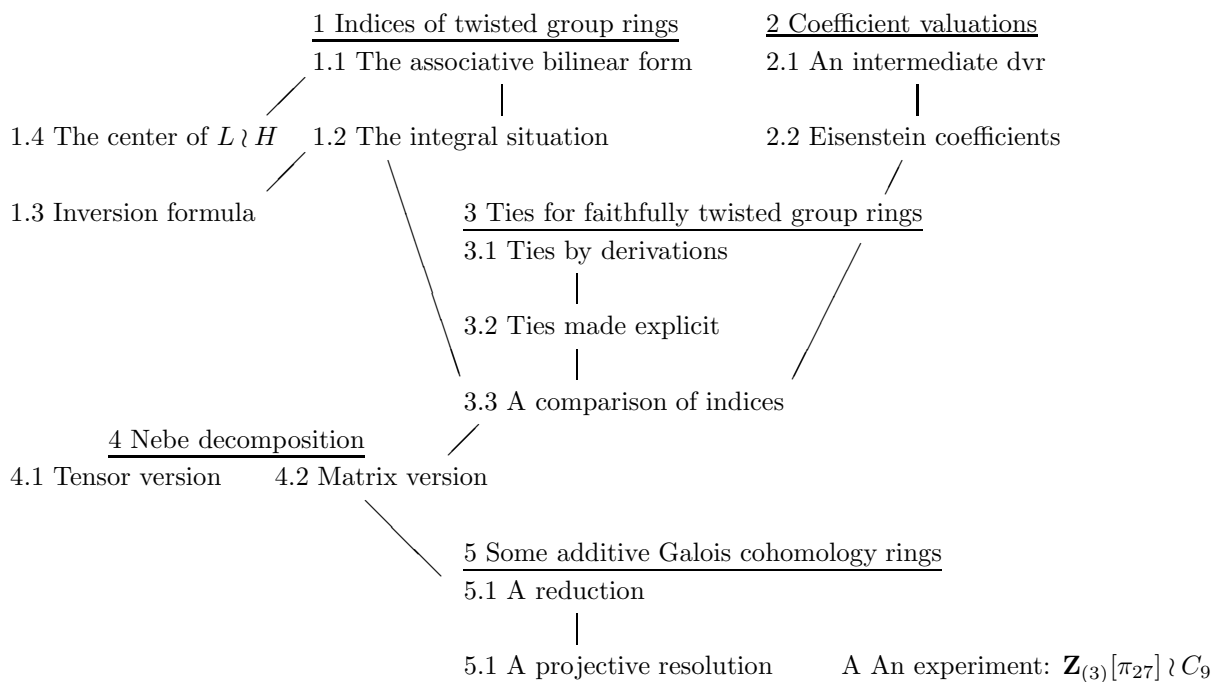 1 Indices of twisted group rings 2 Coefficient valuations
1.1 The associative bilinear form 2.1 An intermediate dvr
1.4 The center of L ≀ H 1.2 The integral situation 2.2 Eisenstein coefficients
1.3 Inversion formula 3 Ties for faithfully twisted group rings
3.1 Ties by derivations
3.2 Ties made explicit
3.3 A comparison of indices
4 Nebe decomposition
4.1 Tensor version 4.2 Matrix version
5 Some additive Galois cohomology rings
5.1 A reduction
5.1 A projective resolution A An experiment: Z₍₃₎[π₂₇] ≀ C₉